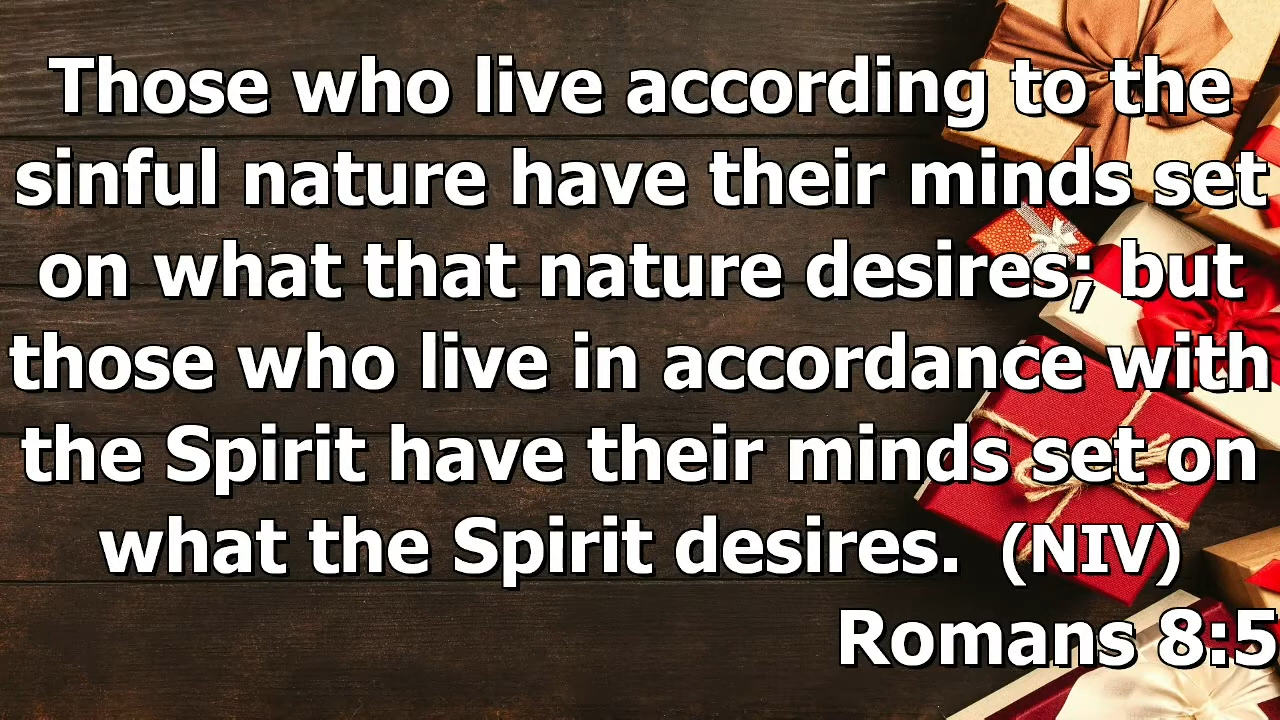 Those who live according to the
sinful nature have their minds set
on what that nature desires; but
those who live in accordance with
the Spirit have their minds set on
what the Spirit desires.  (NIV)
Romans 8:5